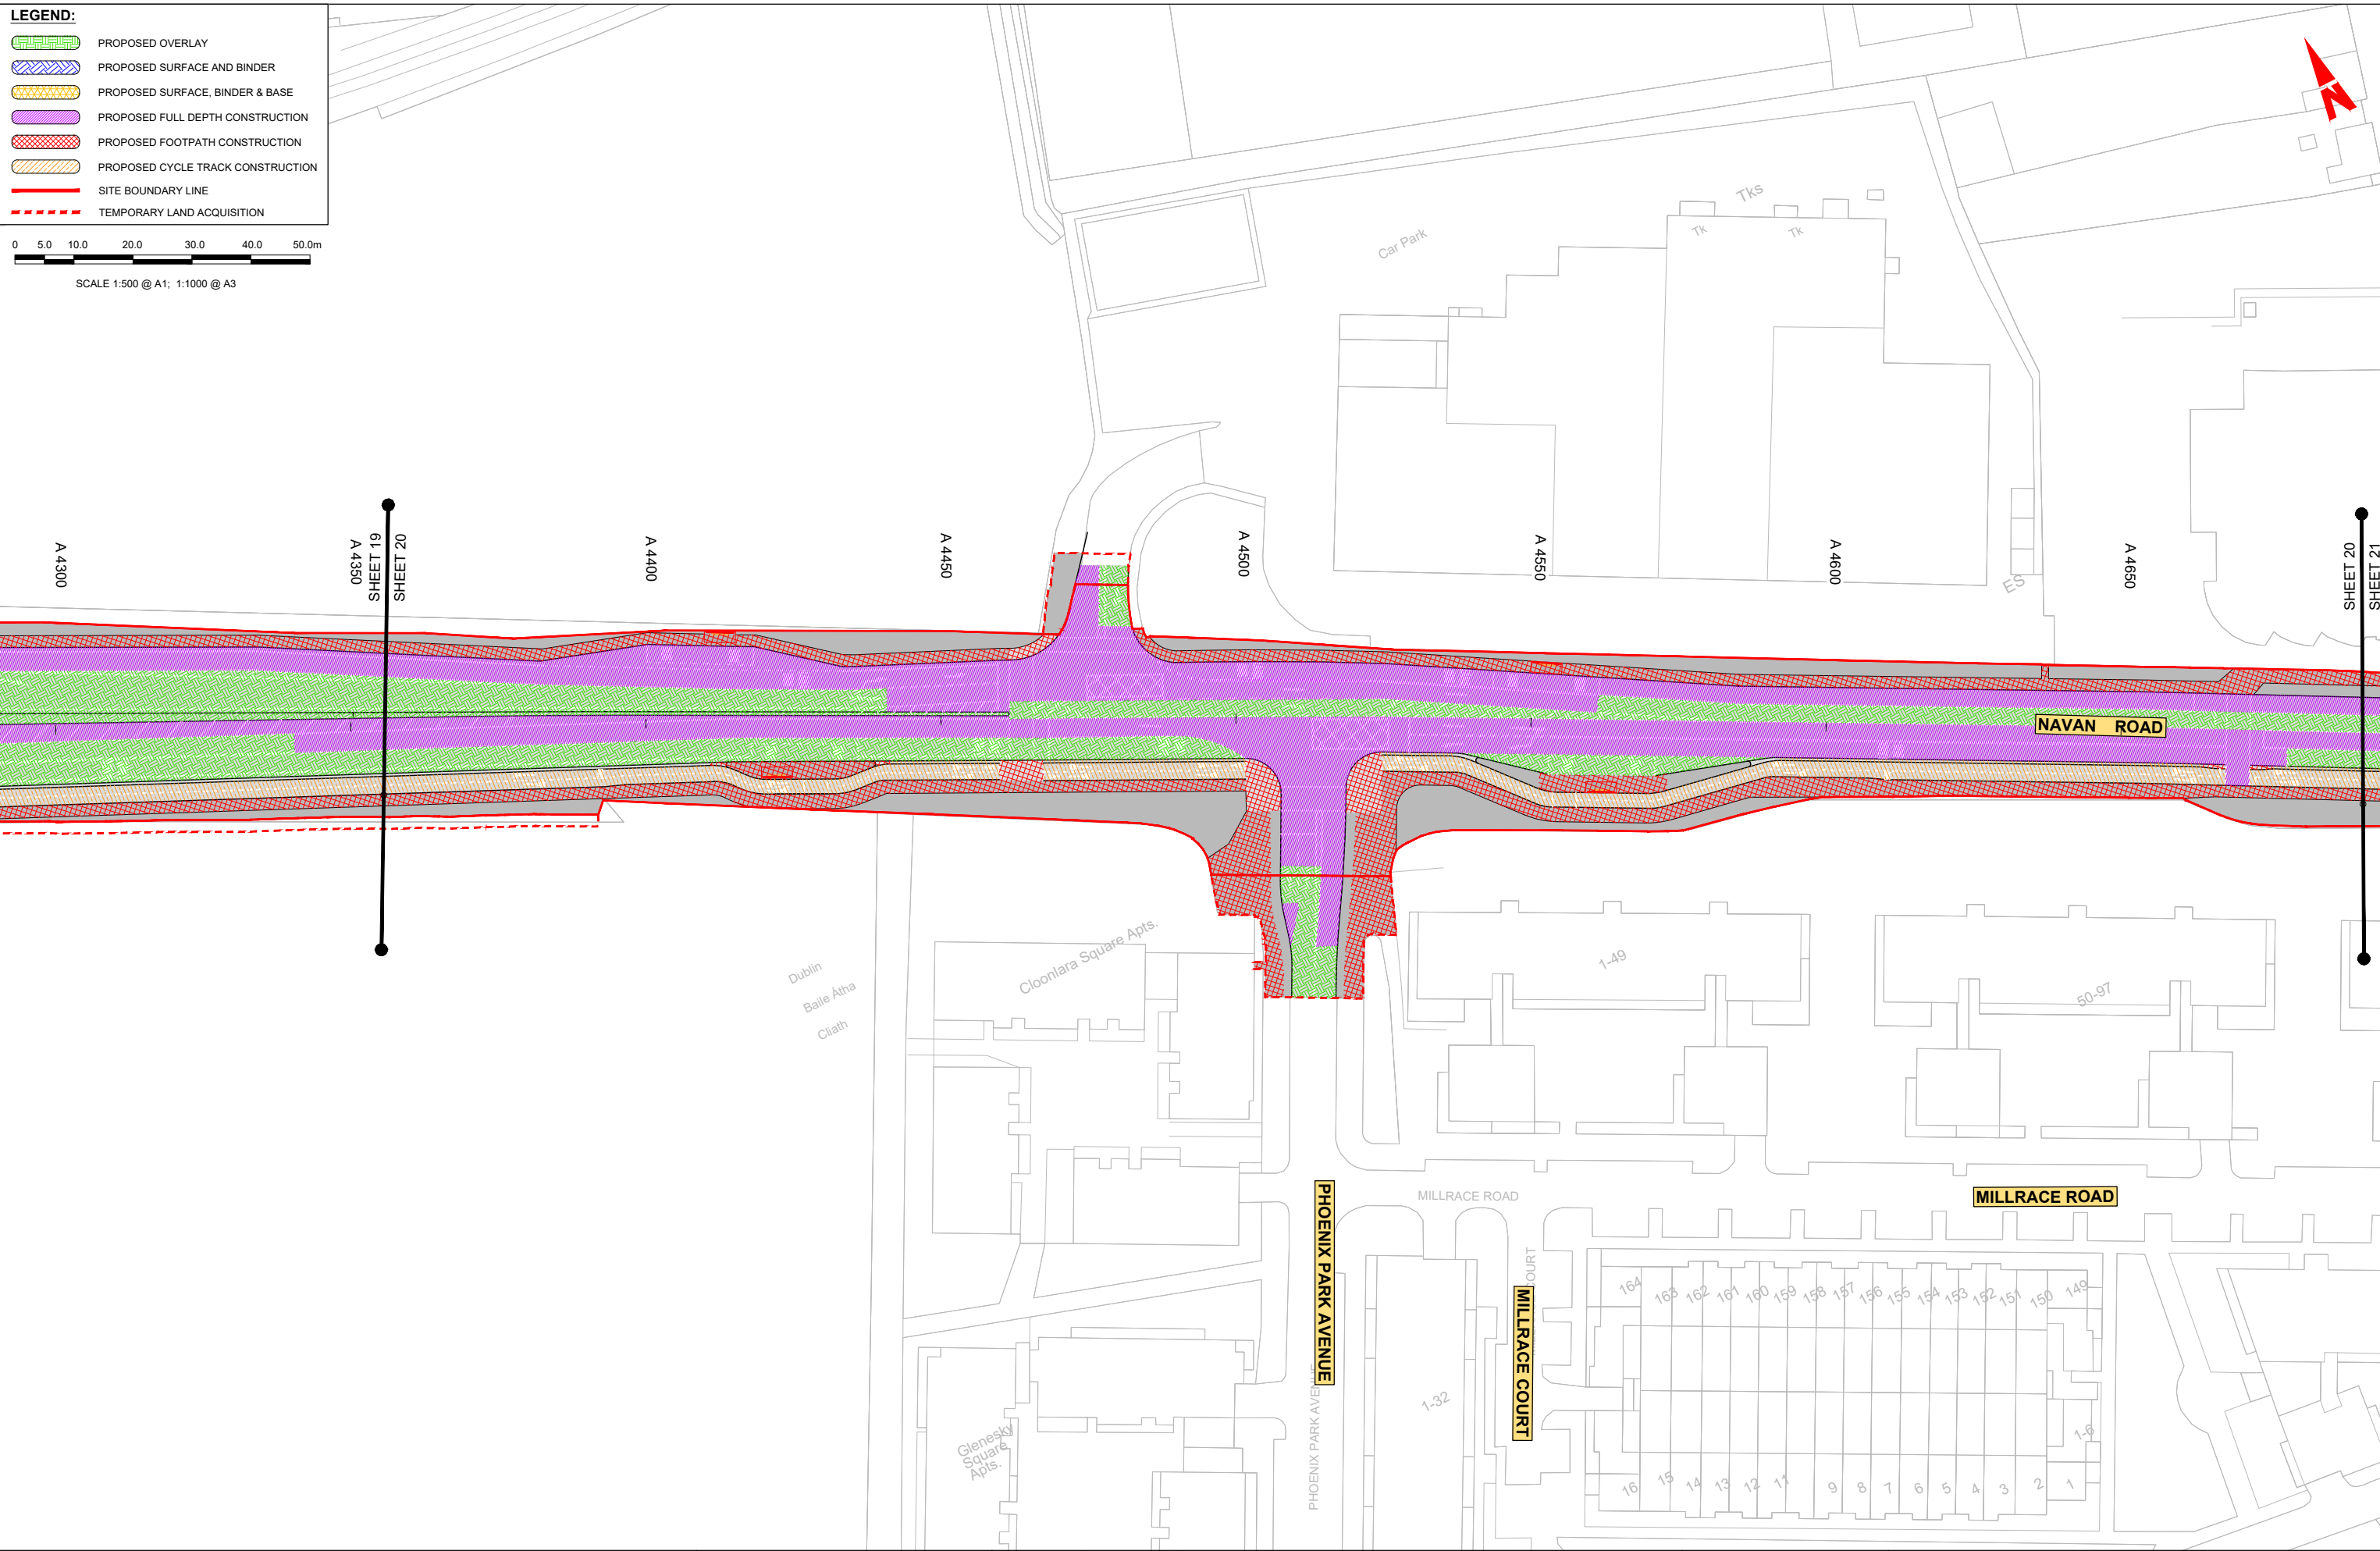 LEGEND:
PROPOSED OVERLAY
PROPOSED SURFACE AND BINDER
PROPOSED SURFACE, BINDER & BASE
PROPOSED FULL DEPTH CONSTRUCTION
PROPOSED FOOTPATH CONSTRUCTION
PROPOSED CYCLE TRACK CONSTRUCTION
SITE BOUNDARY LINE
TEMPORARY LAND ACQUISITION
0 5.0 10.0 20.0 30.0 40.0 50.0m
SCALE 1:500 @ A1; 1:1000 @ A3
N
Tks
Tk
Tk
Car Park
ES
A 4300
A 4350
SHEET 19
SHEET 20
A 4400
A 4450
A 4500
A 4550
A 4600
A 4650
SHEET 20
SHEET 21
NAVAN ROAD
Dublin
Baile Átha
Cliath
Cloonlara Square Apts.
1-49
50-97
MILLRACE ROAD
MILLRACE ROAD
PHOENIX PARK AVENUE
PHOENIX PARK AVENUE
MILLRACE COURT
COURT
1-32
Glenesky
Square
Apts.
164
163
162
161
160
159
158
157
156
155
154
153
152
151
150
149
1-6
16
15
14
13
12
11
9
8
7
6
5
4
3
2
1